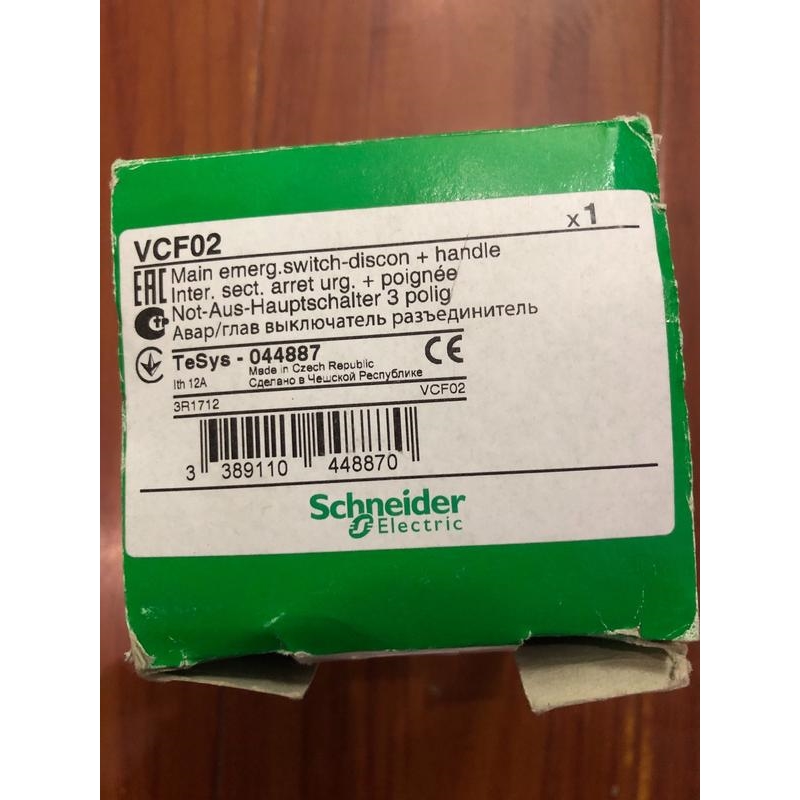 VCF02 x1
EAC Main emerg.switch-discon + handle
Inter. sect. arret urg. + poignée
Not-Aus-Hauptschalter 3 polig
Авар/глав выключатель разъединитель
TeSys - 044887 Made in Czech Republic CE
Ith 12A Сделано в Чешской Республике
3R1712 VCF02
3 389110 448870
Schneider
Electric